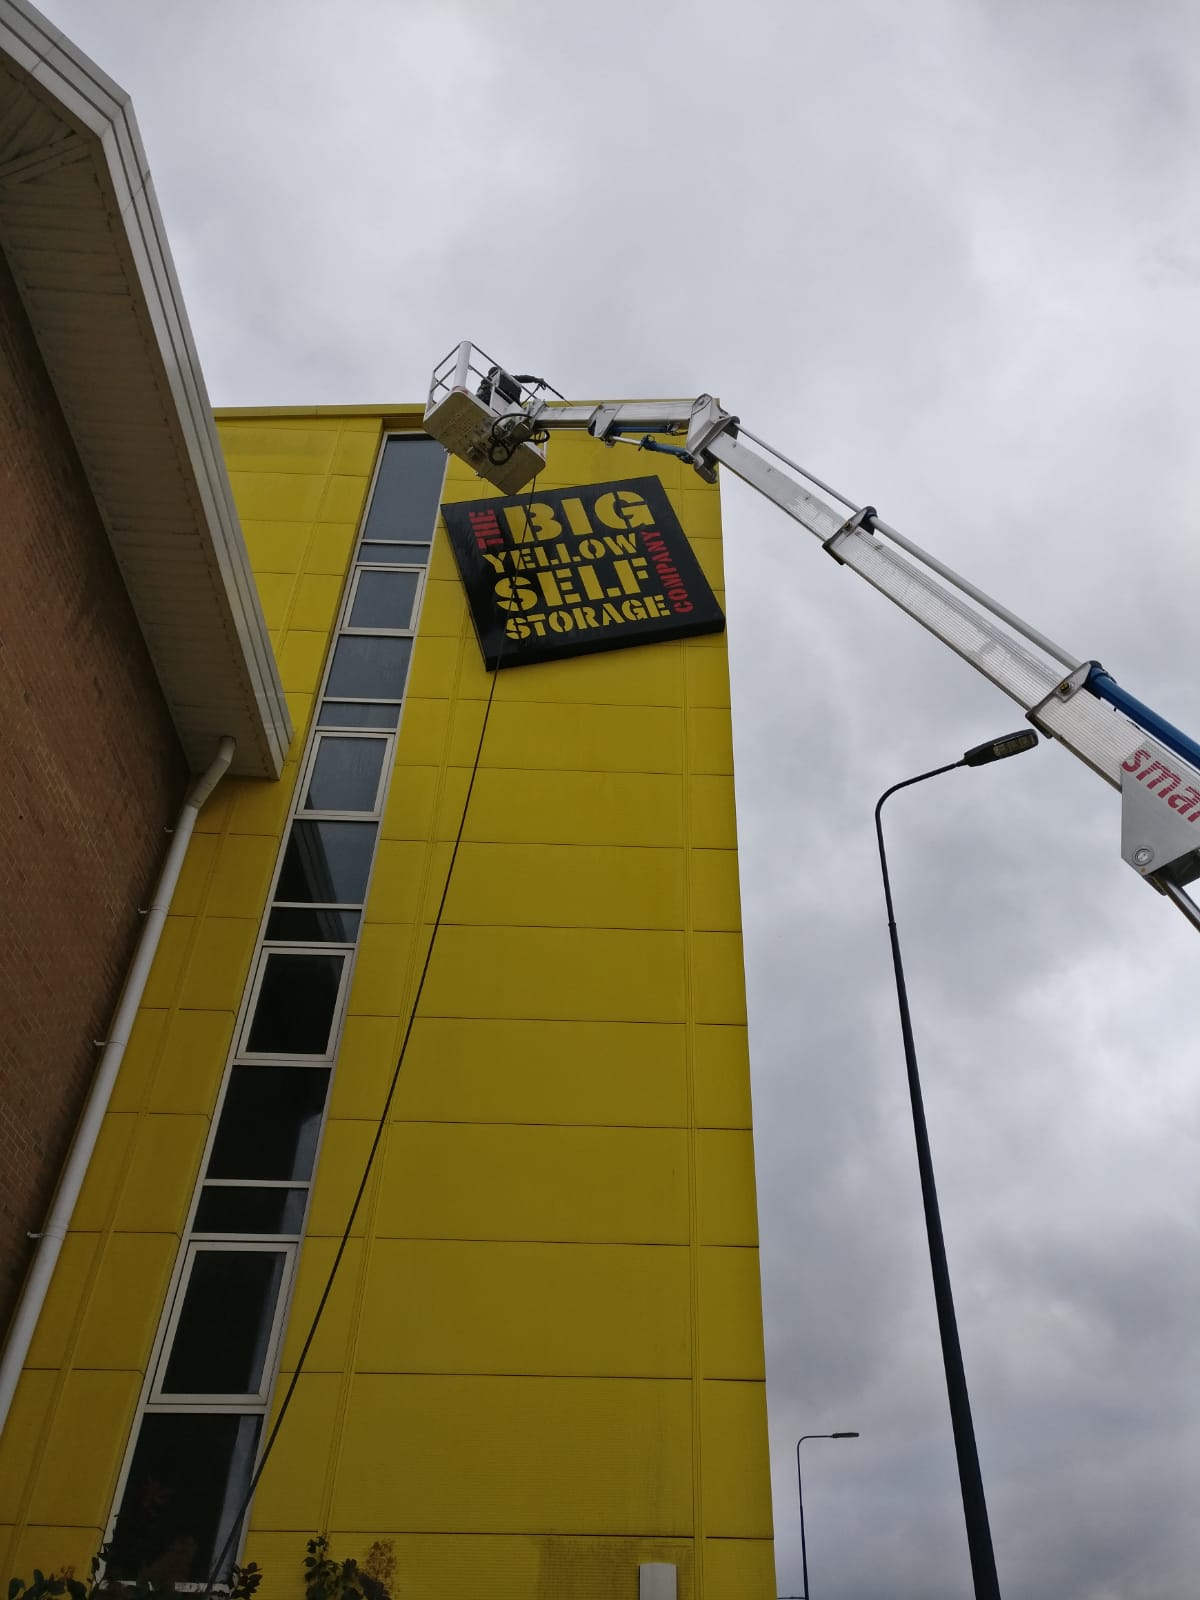 THE
BIG
YELLOW
SELF
STORAGE
COMPANY